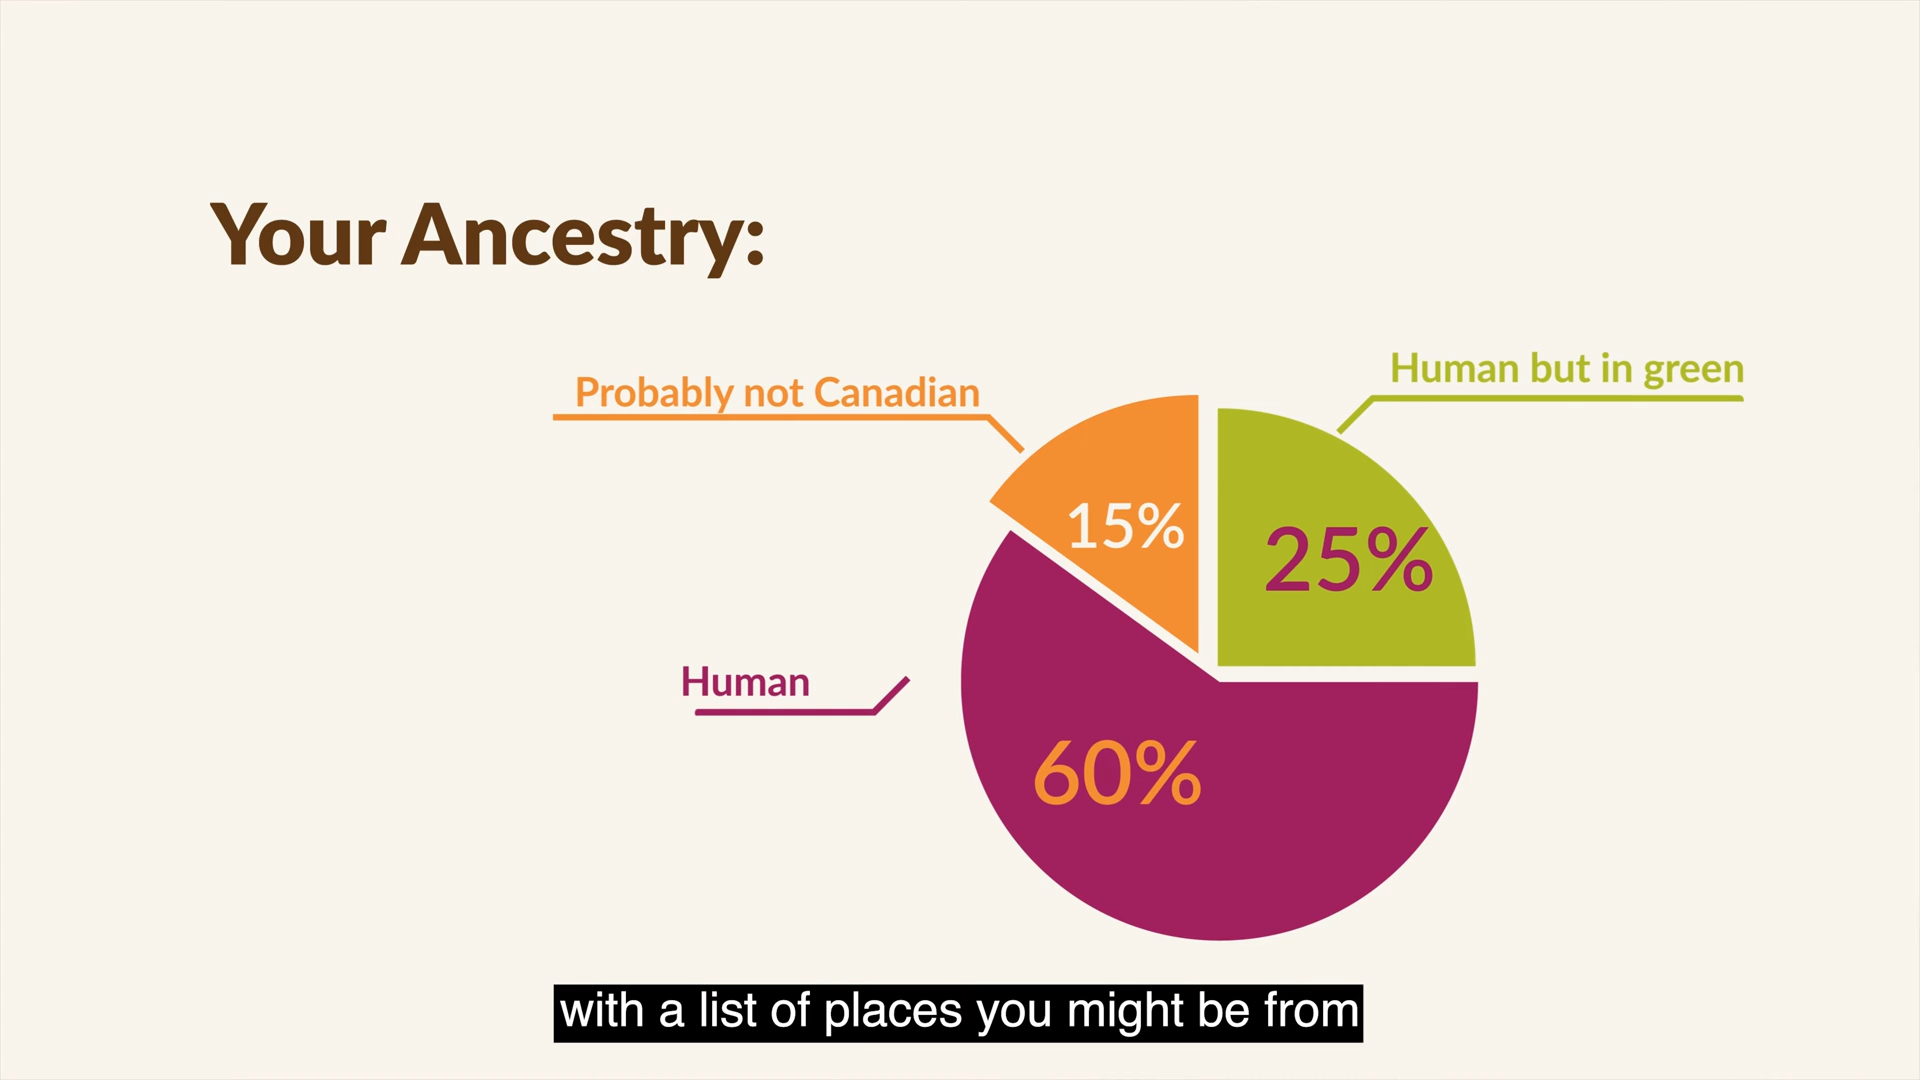 Your Ancestry:
Human but in green
Probably not Canadian
15%
25%
Human
60%
with a list of places you might be from